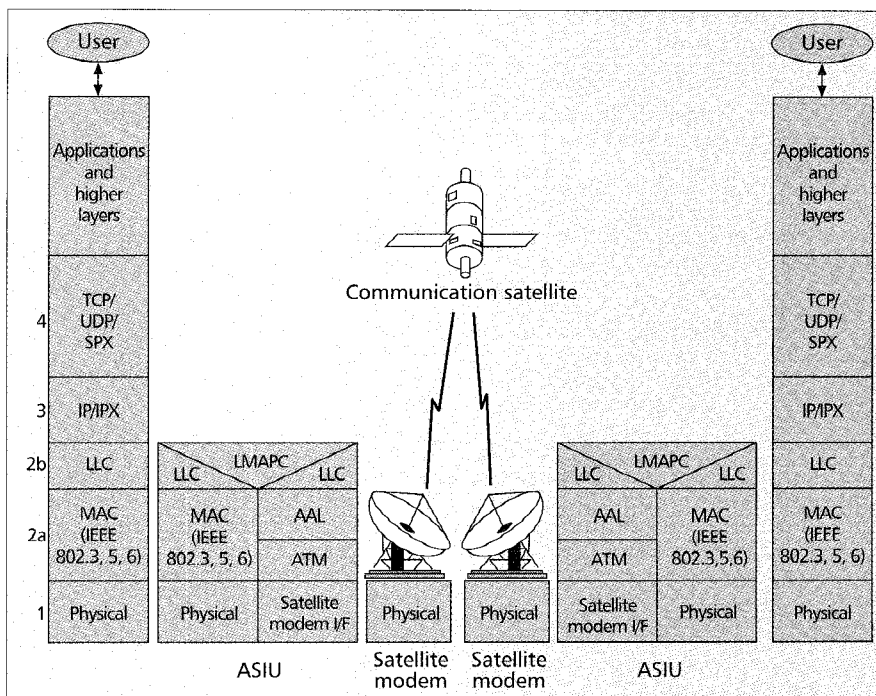 User
Applications
and
higher
layers
4
TCP/
UDP/
SPX
3
IP/IPX
2b
LLC
2a
MAC
(IEEE
802.3, 5, 6)
1
Physical
LLC
LMAPC
LLC
MAC
(IEEE
802.3, 5, 6)
AAL
ATM
Physical
Satellite
modem I/F
ASIU
Communication satellite
Physical
Satellite
modem
Physical
Satellite
modem
LLC
LMAPC
LLC
AAL
ATM
MAC
(IEEE
802.3,5,6)
Satellite
modem I/F
Physical
ASIU
User
Applications
and
higher
layers
TCP/
UDP/
SPX
IP/IPX
LLC
MAC
(IEEE
802.3, 5, 6)
Physical